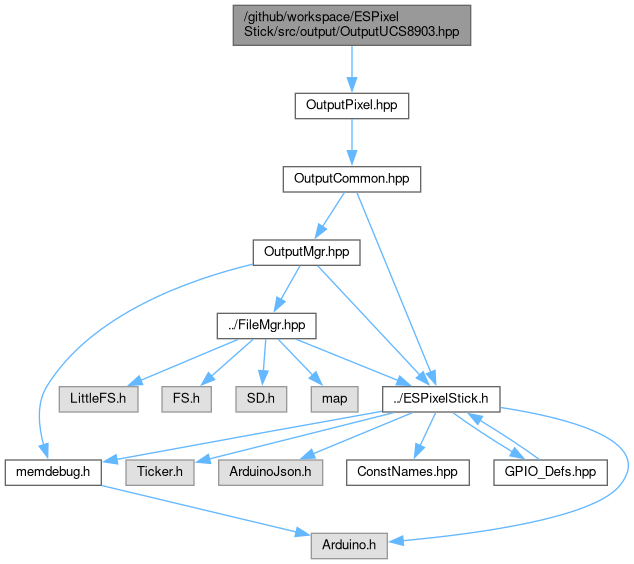 /github/workspace/ESPixel
Stick/src/output/OutputUCS8903.hpp
OutputPixel.hpp
OutputCommon.hpp
OutputMgr.hpp
../FileMgr.hpp
LittleFS.h
FS.h
SD.h
map
../ESPixelStick.h
memdebug.h
Ticker.h
ArduinoJson.h
ConstNames.hpp
GPIO_Defs.hpp
Arduino.h